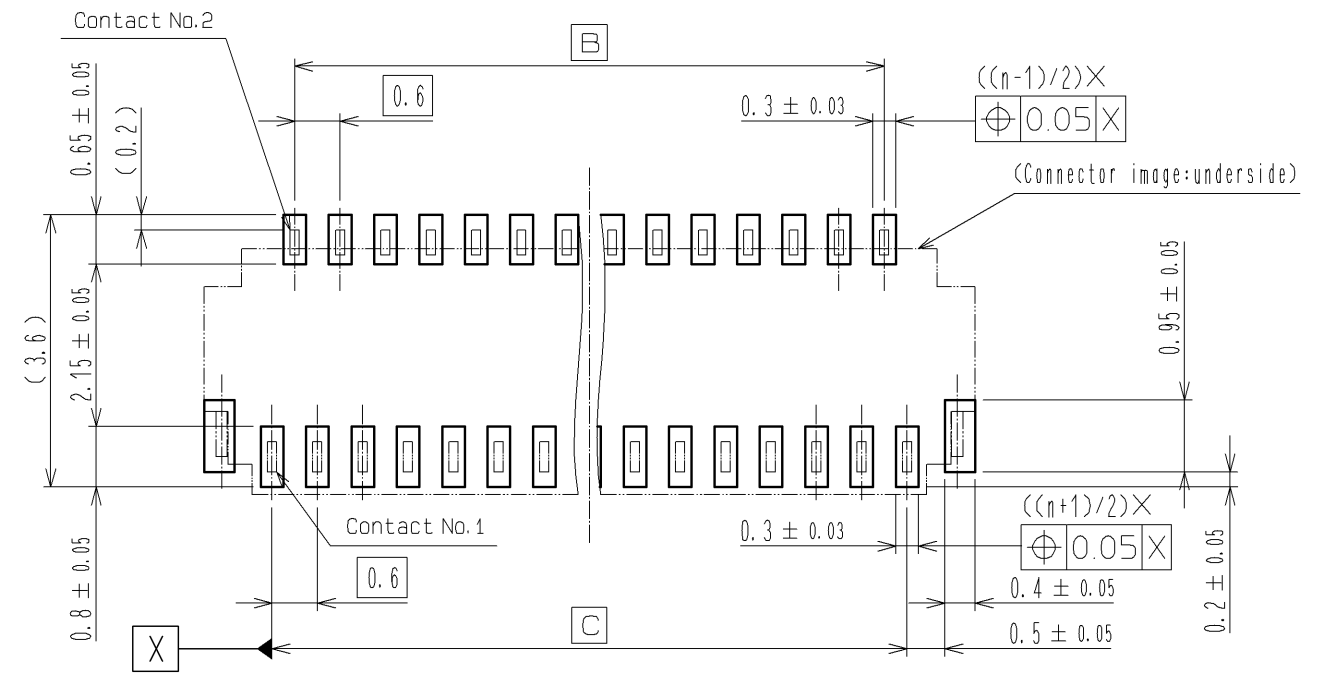 Contact No.2
B
0.6
0.3 ± 0.03
((n-1)/2)X
0.05 X
(Connector image:underside)
0.65 ± 0.05
(0.2)
(3.6)
2.15 ± 0.05
0.95 ± 0.05
Contact No.1
0.3 ± 0.03
((n+1)/2)X
0.05 X
0.6
0.8 ± 0.05
0.4 ± 0.05
0.2 ± 0.05
X
C
0.5 ± 0.05